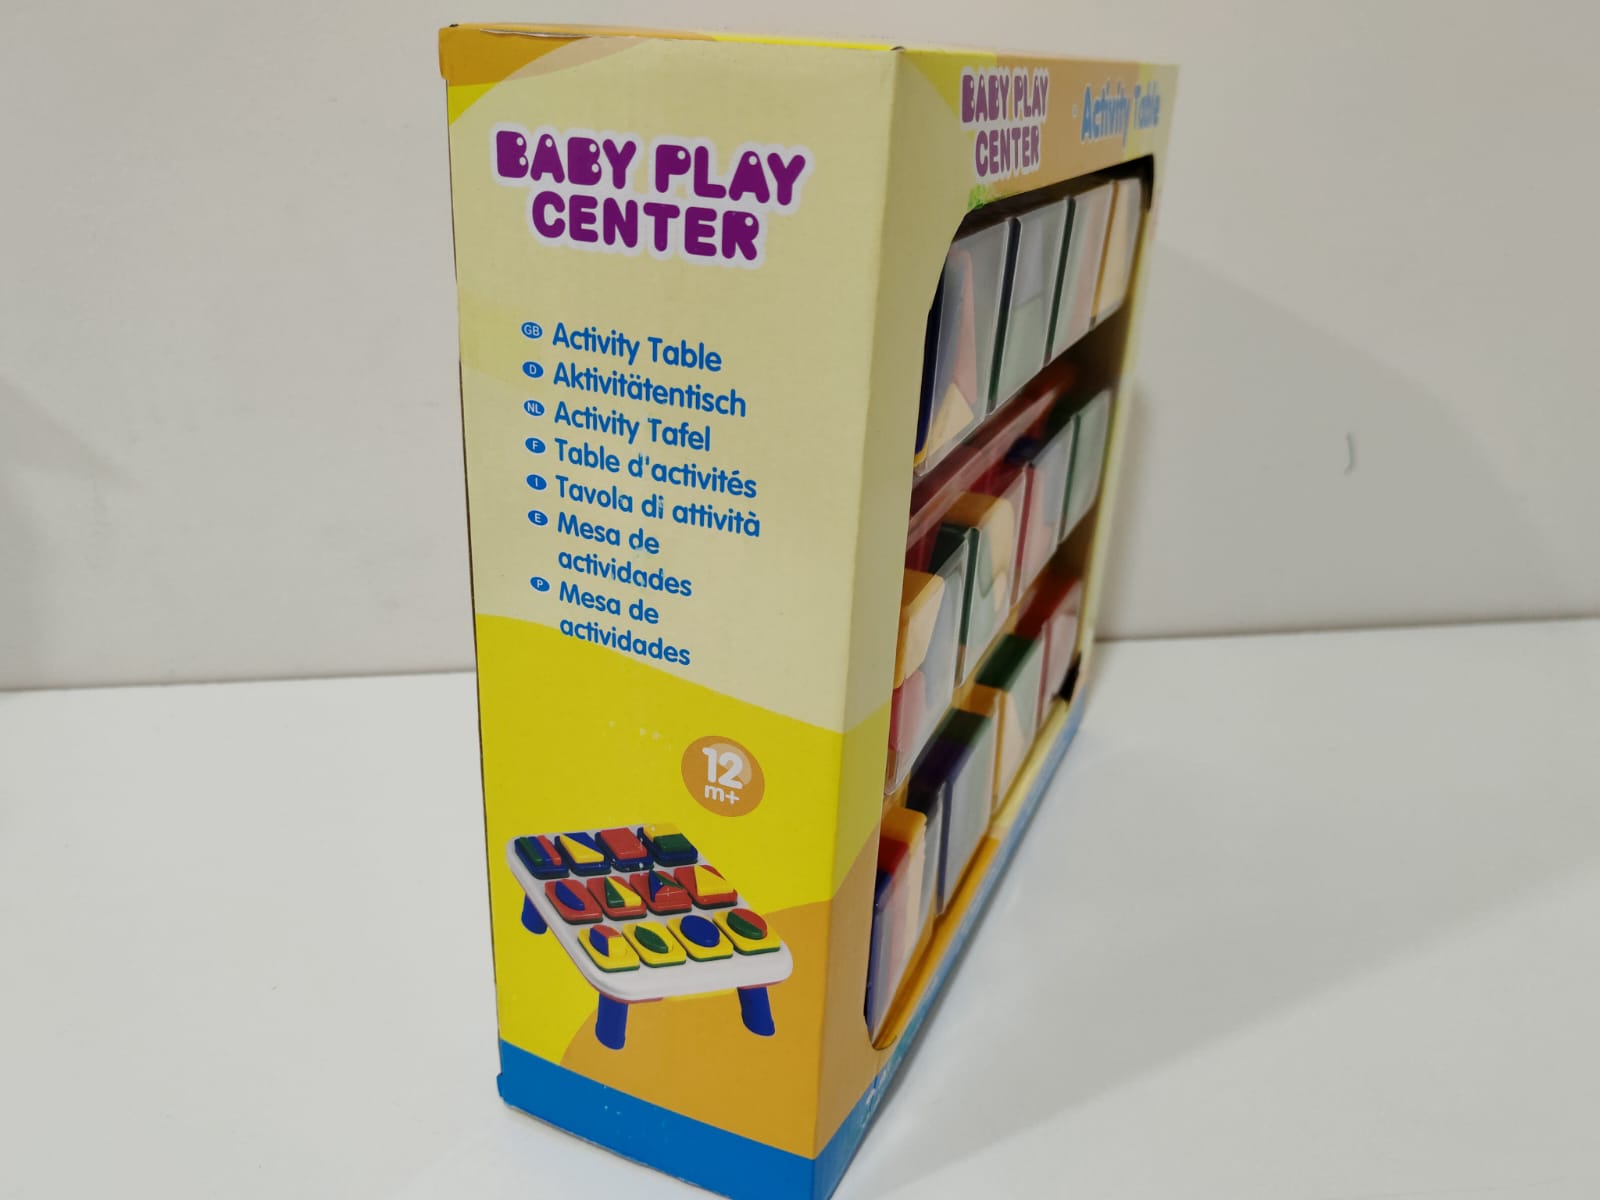 BABY PLAY
CENTER
GB Activity Table
D Aktivitätentisch
NL Activity Tafel
F Table d'activités
I Tavola di attività
E Mesa de
actividades
P Mesa de
actividades
12
m+
BABY PLAY
CENTER
Activity Table